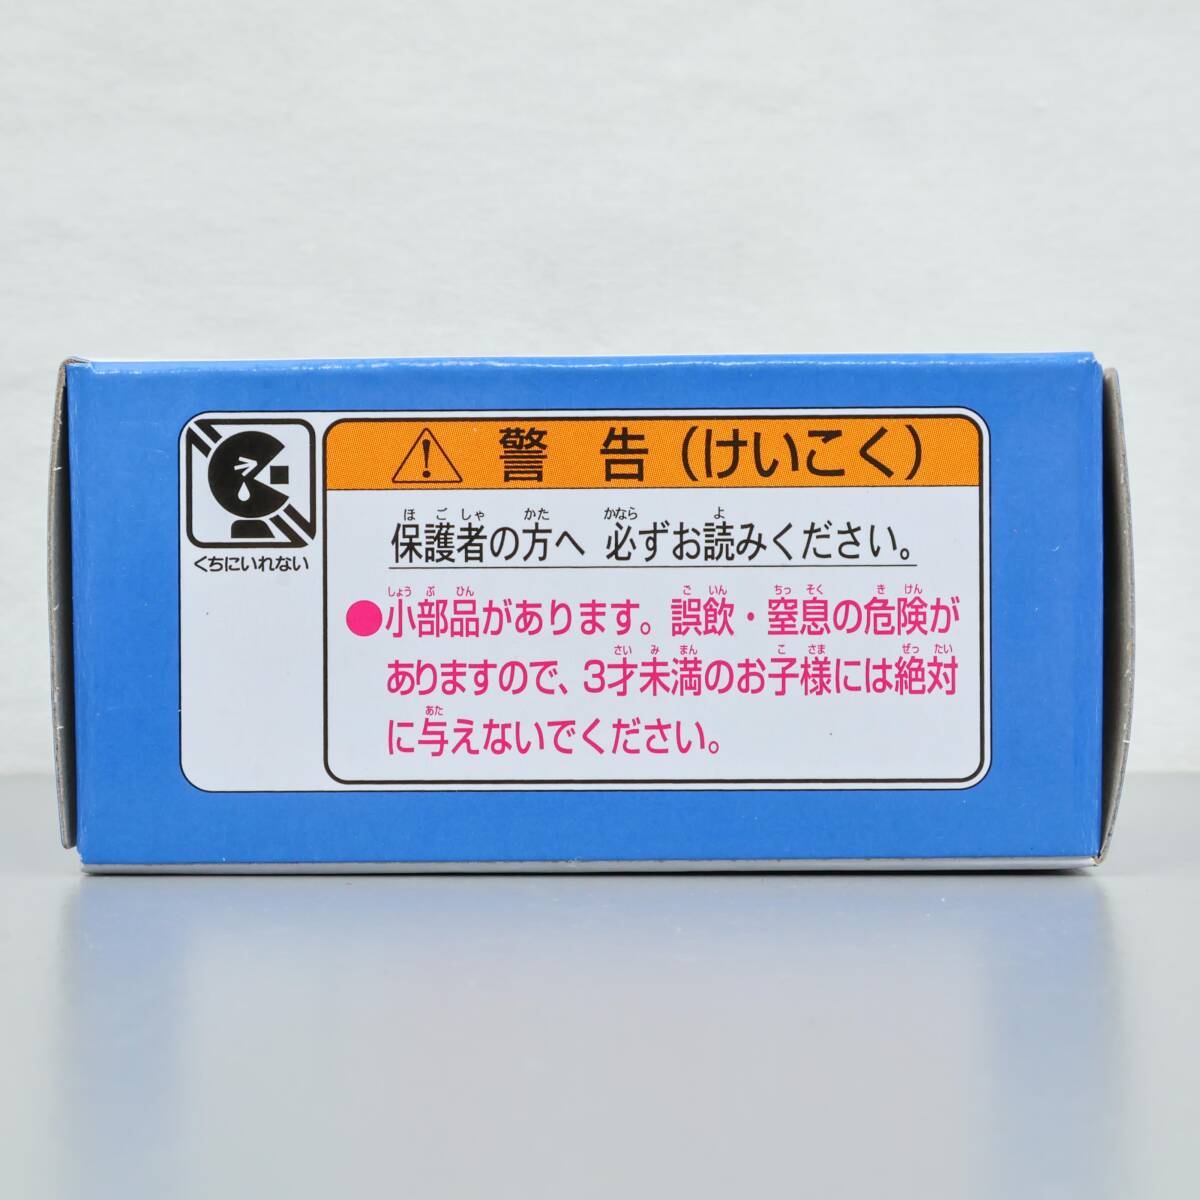 ⚠ 警 告 (けいこく)
くちにいれない
ほごしゃ かた かなら よ
保護者の方へ 必ずお読みください。
しょうぶひん ごいん ちっそく きけん
●小部品があります。誤飲・窒息の危険が
さいみまん こさま ぜったい
ありますので、3才未満のお子様には絶対
あた
に与えないでください。